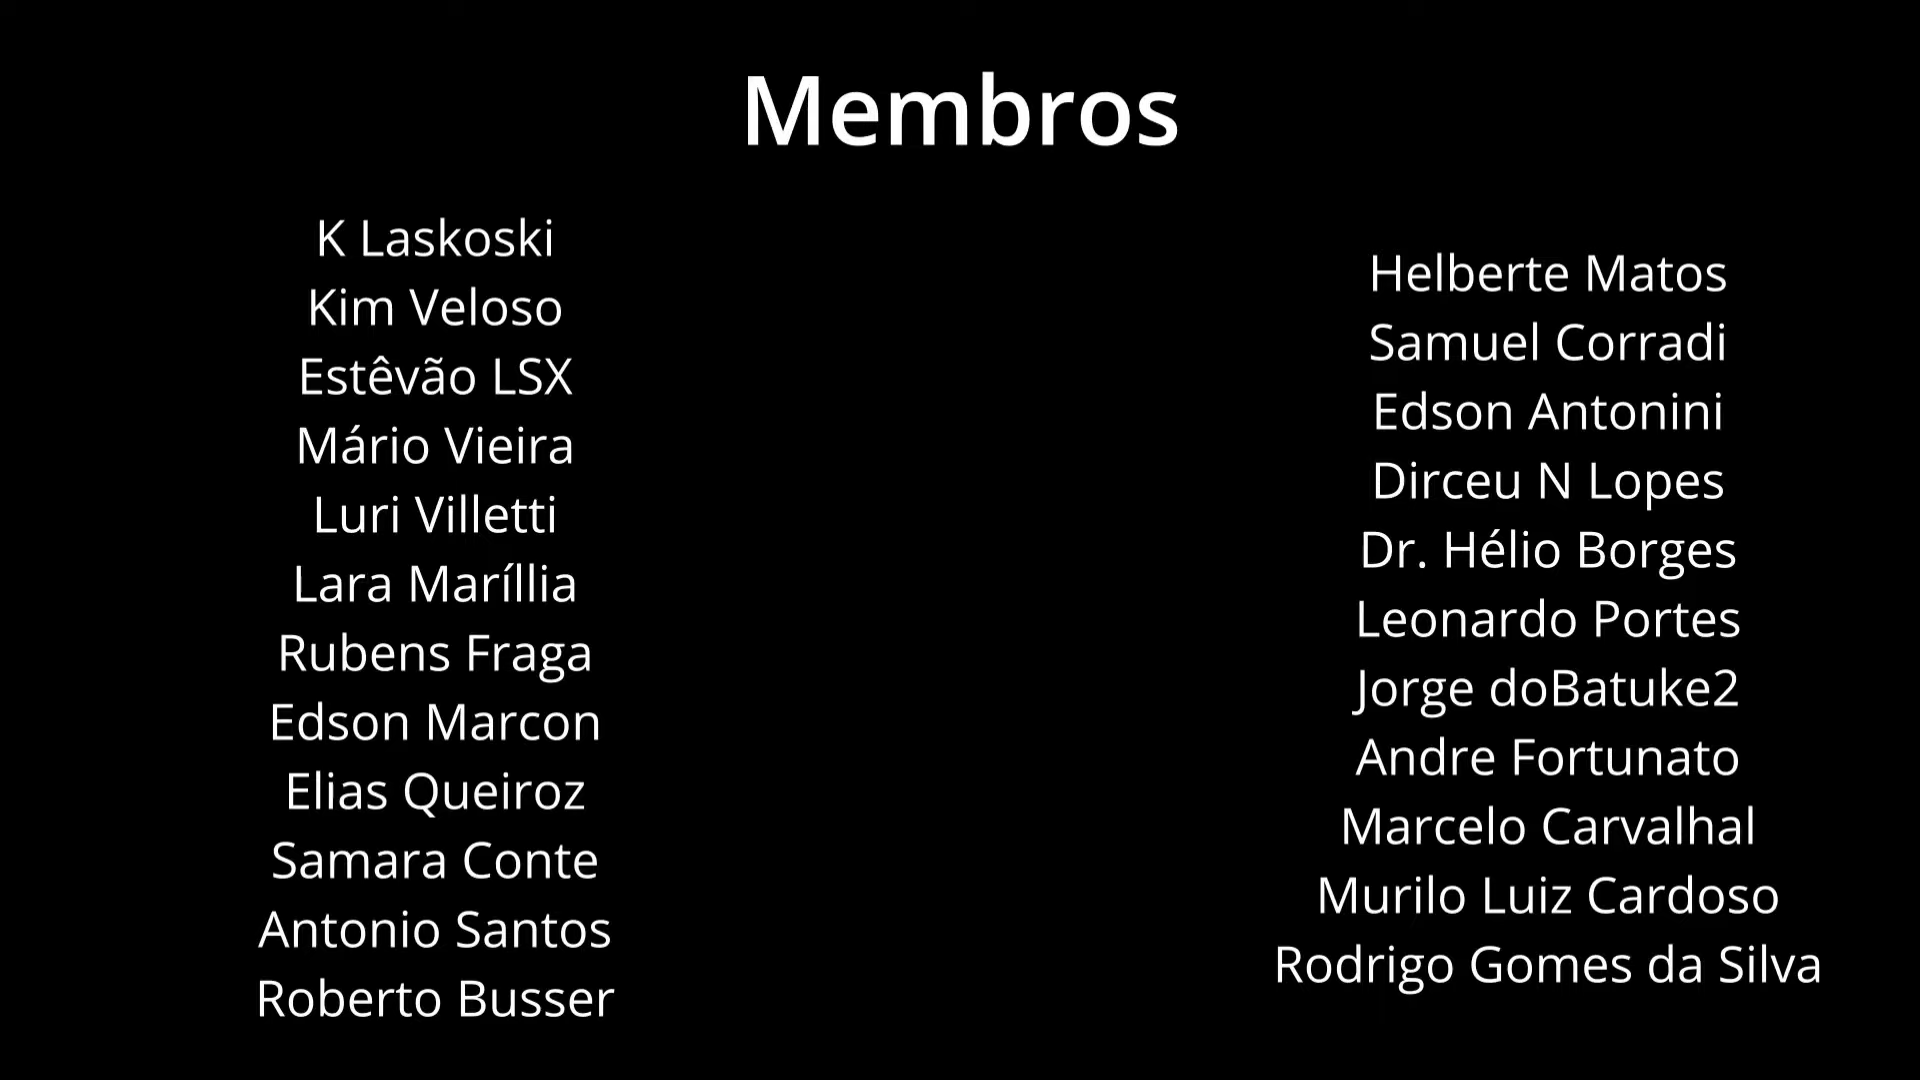 Membros
K Laskoski
Kim Veloso
Estêvão LSX
Mário Vieira
Luri Villetti
Lara Maríllia
Rubens Fraga
Edson Marcon
Elias Queiroz
Samara Conte
Antonio Santos
Roberto Busser
Helberte Matos
Samuel Corradi
Edson Antonini
Dirceu N Lopes
Dr. Hélio Borges
Leonardo Portes
Jorge doBatuke2
Andre Fortunato
Marcelo Carvalhal
Murilo Luiz Cardoso
Rodrigo Gomes da Silva